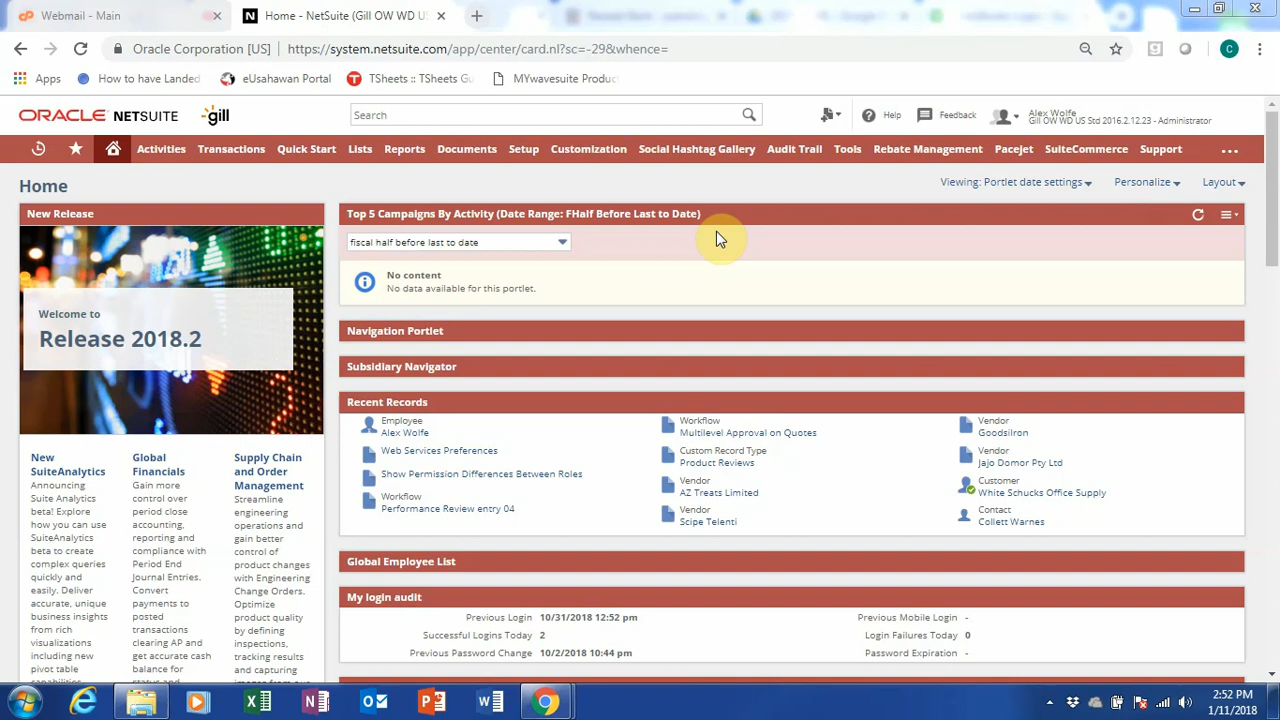 Webmail - Main
Home - NetSuite (Gill OW WD US
Oracle Corporation [US]
https://system.netsuite.com/app/center/card.nl?sc=-29&whence=
C
Apps
How to have Landed
eUsahawan Portal
TSheets :: TSheets Gu
MYwavesuite Produc
ORACLE NETSUITE
gill
Search
Help
Feedback
Alex Wolfe
Gill OW WD US Std 2016.2.12.23 - Administrator
Activities
Transactions
Quick Start
Lists
Reports
Documents
Setup
Customization
Social Hashtag Gallery
Audit Trail
Tools
Rebate Management
Pacejet
SuiteCommerce
Support
Home
Viewing: Portlet date settings
Personalize
Layout
New Release
Welcome to
Release 2018.2
New
SuiteAnalytics
Announcing
Suite Analytics
beta! Explore
how you can use
SuiteAnalytics
beta to create
complex queries
quickly and
easily. Deliver
accurate, unique
business insights
from rich
visualizations
including new
pivot table
capabilities.
Global
Financials
Gain more
control over
period close
accounting,
reporting and
compliance with
Period End
Journal Entries.
Convert
payments to
posted
transactions
clearing AP and
get accurate cash
balance for
status and
Supply Chain
and Order
Management
Streamline
engineering
operations and
gain better
control of
product changes
with Engineering
Change Orders.
Optimize
product quality
by defining
inspections,
tracking results
and capturing
Top 5 Campaigns By Activity (Date Range: FHalf Before Last to Date)
fiscal half before last to date
No content
No data available for this portlet.
Navigation Portlet
Subsidiary Navigator
Recent Records
Employee
Alex Wolfe
Web Services Preferences
Show Permission Differences Between Roles
Workflow
Performance Review entry 04
Workflow
Multilevel Approval on Quotes
Custom Record Type
Product Reviews
Vendor
AZ Treats Limited
Vendor
Scipe Telenti
Vendor
GoodsIron
Vendor
Jajo Domor Pty Ltd
Customer
White Schucks Office Supply
Contact
Collett Warnes
Global Employee List
My login audit
Previous Login 10/31/2018 12:52 pm
Successful Logins Today 2
Previous Password Change 10/2/2018 10:44 pm
Previous Mobile Login -
Login Failures Today 0
Password Expiration -
2:52 PM
1/11/2018